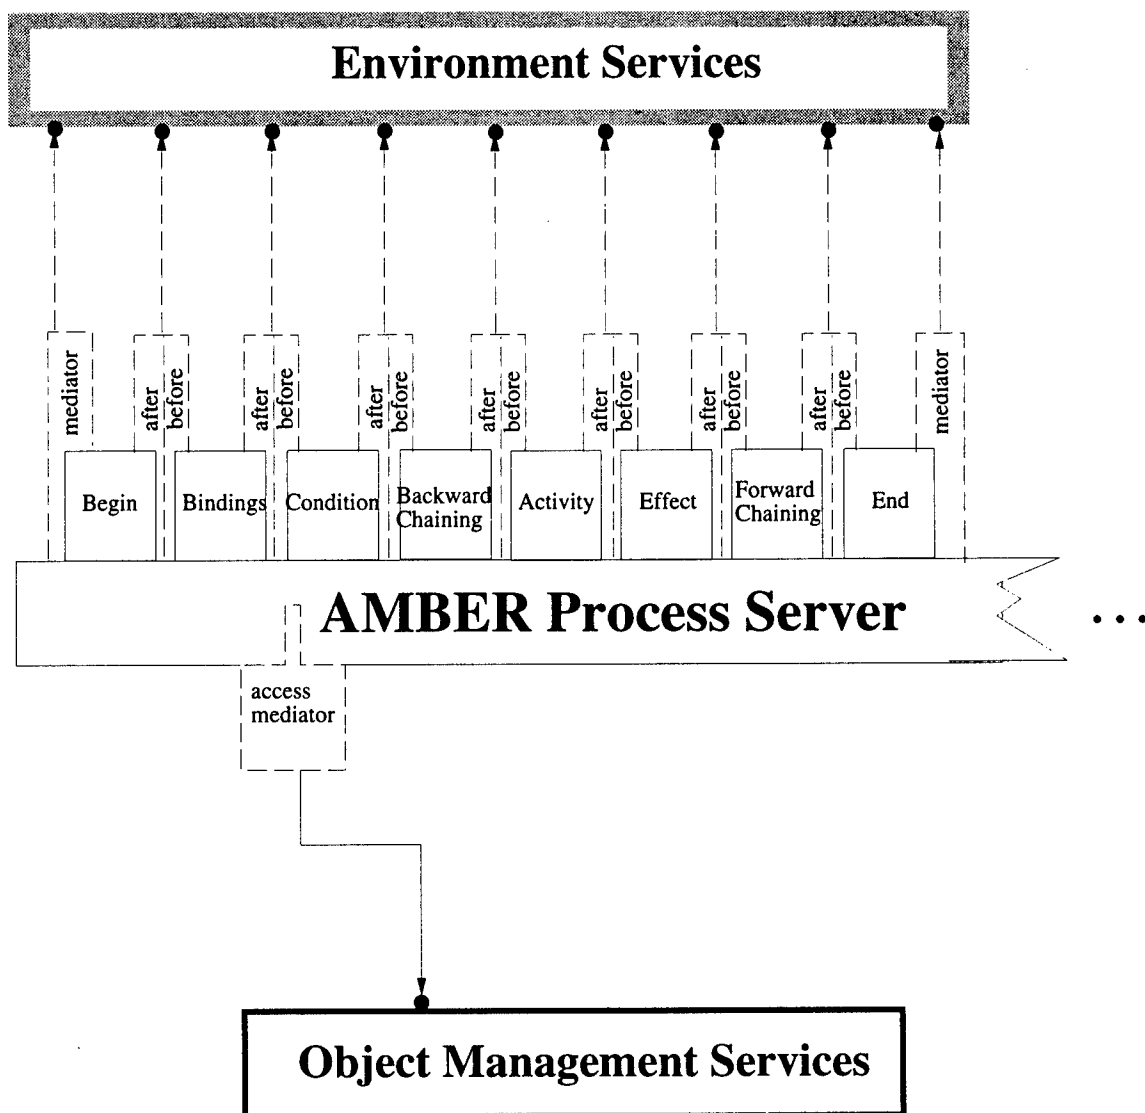 Environment Services
mediator
after
before
after
before
after
before
after
before
after
before
after
before
after
before
mediator
Begin
Bindings
Condition
Backward
Chaining
Activity
Effect
Forward
Chaining
End
AMBER Process Server
...
access
mediator
Object Management Services